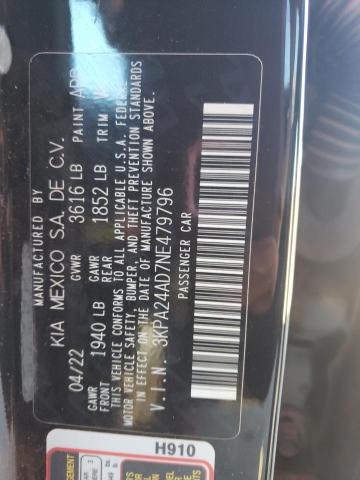 MANUFACTURED BY
KIA MEXICO S.A. DE C.V.
04/22 GVWR 3616 LB PAINT ABP
GAWR FRONT 1940 LB GAWR REAR 1852 LB TRIM
THIS VEHICLE CONFORMS TO ALL APPLICABLE U.S.A. FEDERAL
MOTOR VEHICLE SAFETY, BUMPER, AND THEFT PREVENTION STANDARDS
IN EFFECT ON THE DATE OF MANUFACTURE SHOWN ABOVE.
V.I.N. 3KPA24AD7NE479796
PASSENGER CAR
H910